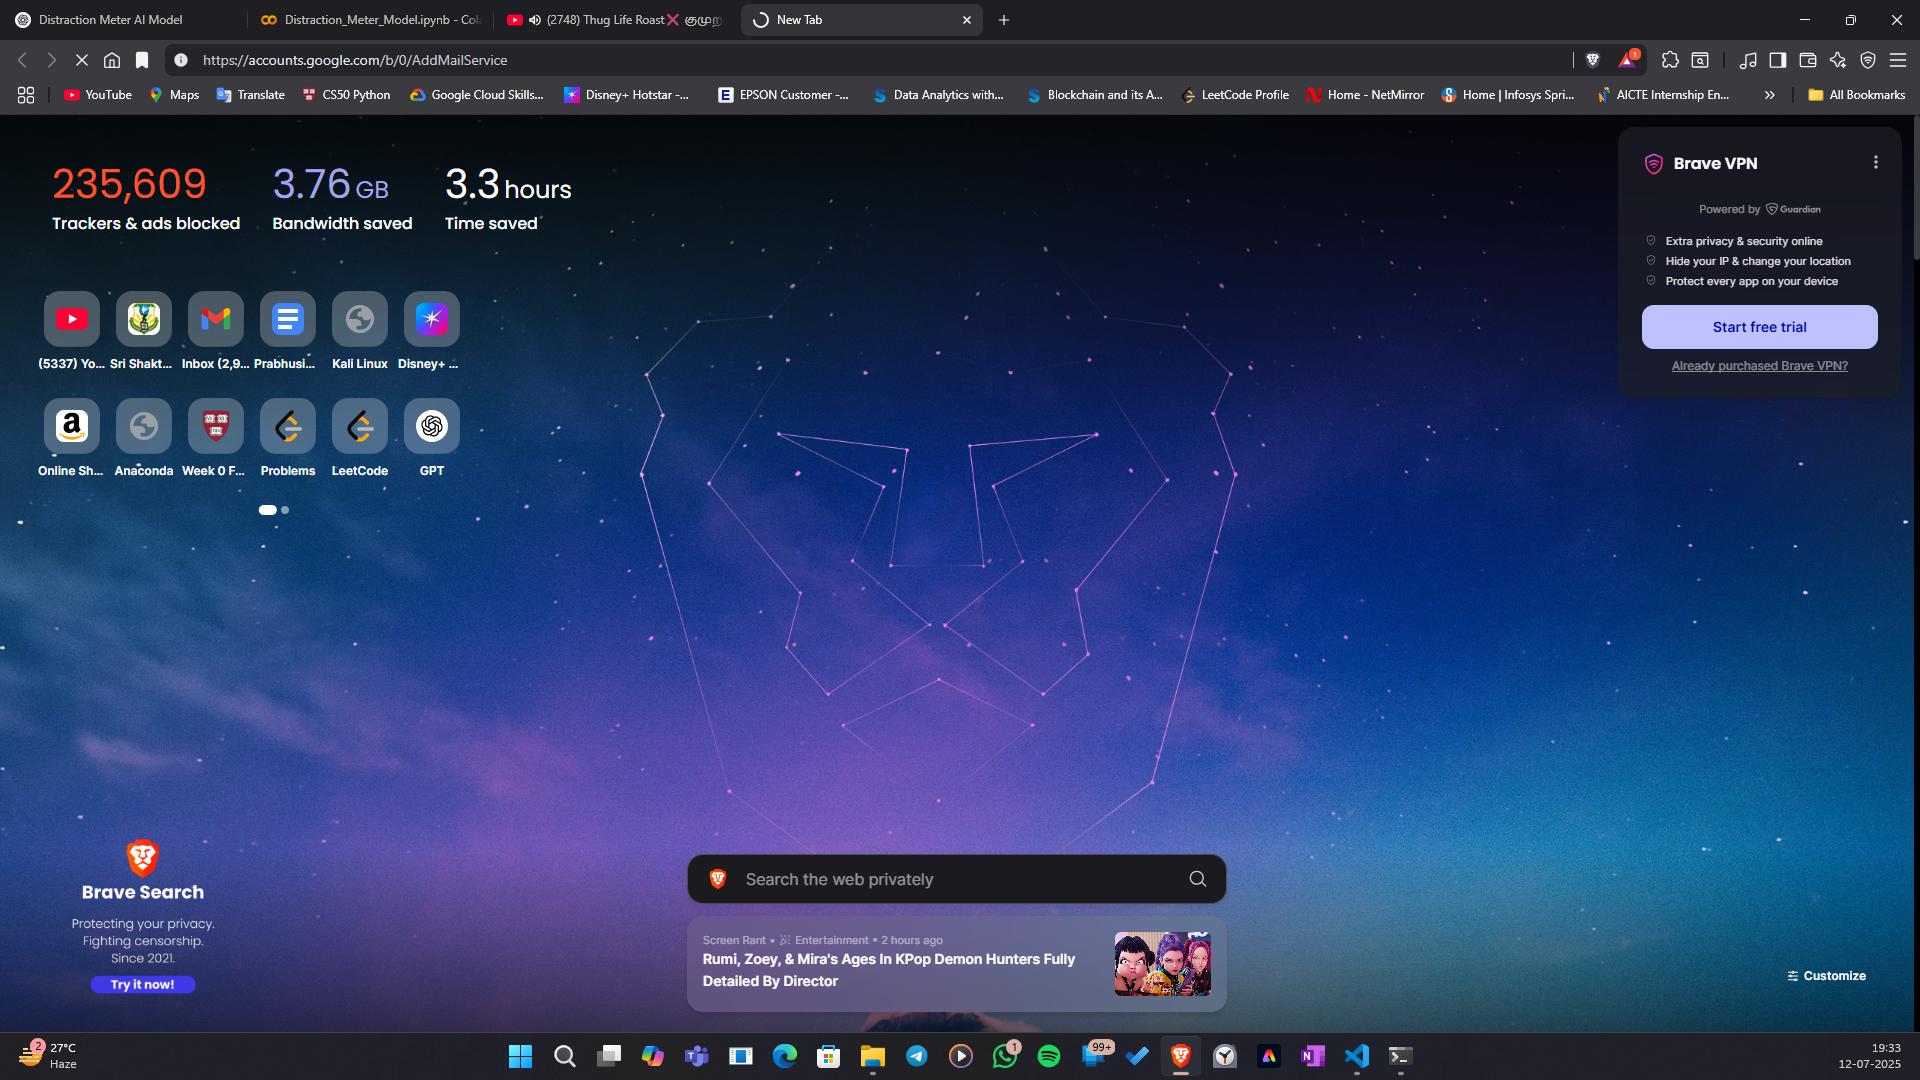 Distraction Meter AI Model
Distraction_Meter_Model.ipynb - Col
(2748) Thug Life Roast❌ குமுற
New Tab
https://accounts.google.com/b/0/AddMailService
1
YouTube
Maps
Translate
CS50 Python
Google Cloud Skills...
Disney+ Hotstar -...
EPSON Customer -...
Data Analytics with...
Blockchain and its A...
LeetCode Profile
Home - NetMirror
Home | Infosys Spri...
AICTE Internship En...
All Bookmarks
235,609
Trackers & ads blocked
3.76 GB
Bandwidth saved
3.3 hours
Time saved
Brave VPN
Powered by Guardian
Extra privacy & security online
Hide your IP & change your location
Protect every app on your device
Start free trial
Already purchased Brave VPN?
(5337) Yo...
Sri Shakt...
Inbox (2,9...
Prabhusi...
Kali Linux
Disney+ ...
Online Sh...
Anaconda
Week 0 F...
Problems
LeetCode
GPT
Brave Search
Protecting your privacy.
Fighting censorship.
Since 2021.
Try it now!
Search the web privately
Screen Rant • Entertainment • 2 hours ago
Rumi, Zoey, & Mira's Ages In KPop Demon Hunters Fully
Detailed By Director
Customize
2
27°C
Haze
1
99+
19:33
12-07-2025